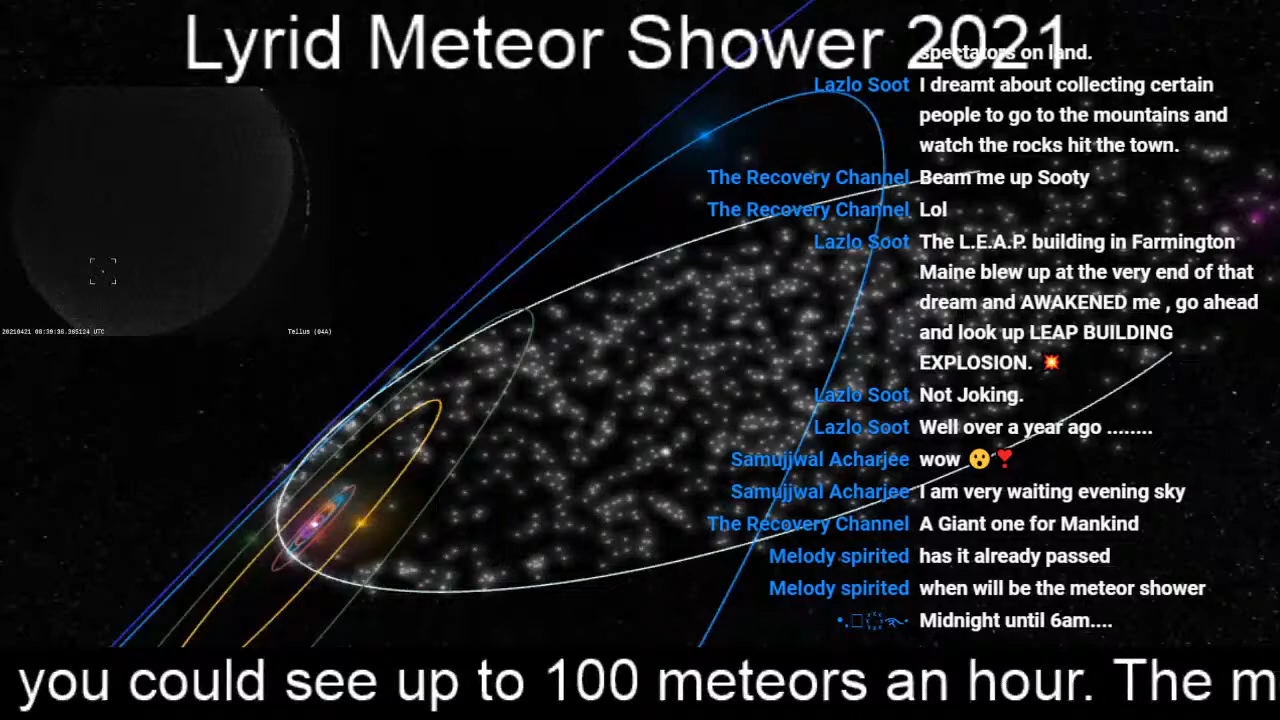 Lyrid Meteor Shower 2021
spectators on land.
Lazlo Soot I dreamt about collecting certain
people to go to the mountains and
watch the rocks hit the town.
The Recovery Channel Beam me up Sooty
The Recovery Channel Lol
Lazlo Soot The L.E.A.P. building in Farmington
Maine blew up at the very end of that
dream and AWAKENED me , go ahead
and look up LEAP BUILDING
EXPLOSION. 💥
Lazlo Soot Not Joking.
Lazlo Soot Well over a year ago ........
Samujjwal Acharjee wow 😮❣️
Samujjwal Acharjee I am very waiting evening sky
The Recovery Channel A Giant one for Mankind
Melody spirited has it already passed
Melody spirited when will be the meteor shower
Midnight until 6am....
Tellus (04A)
you could see up to 100 meteors an hour. The m